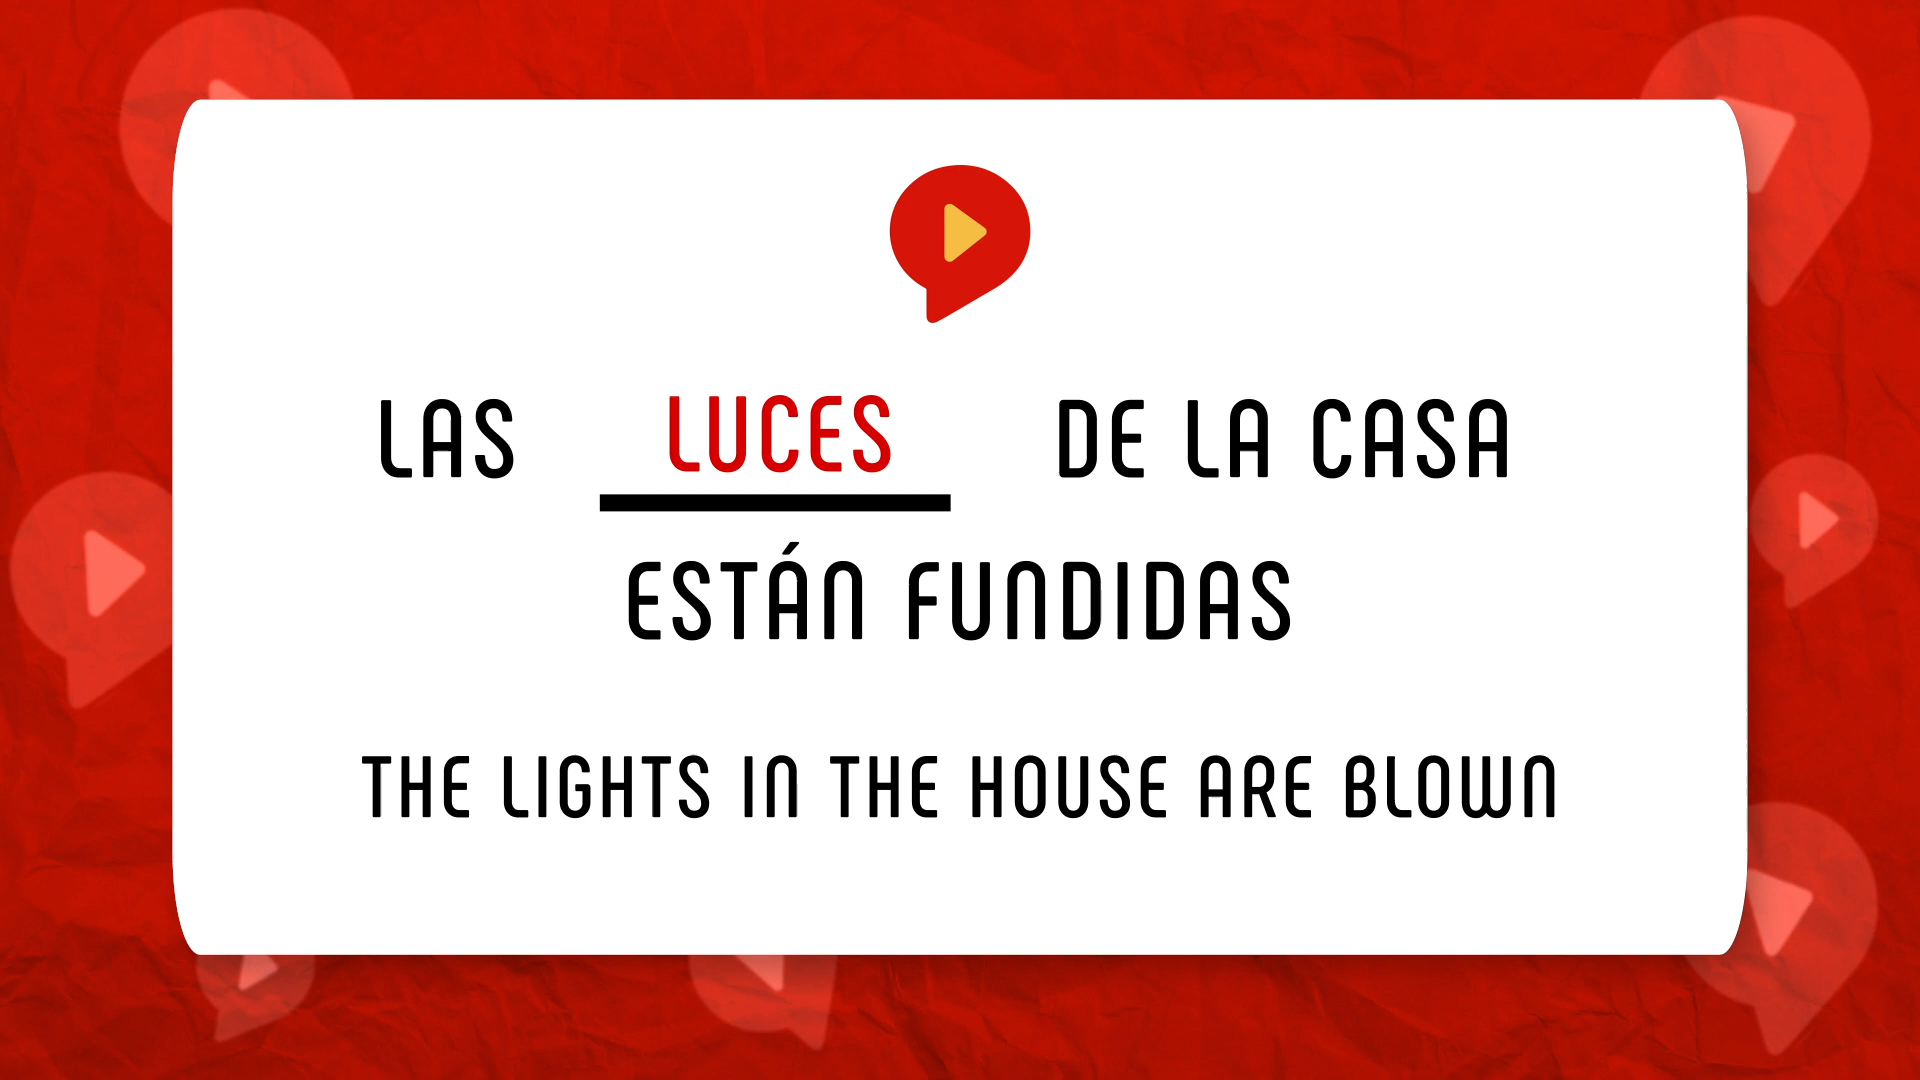 LAS LUCES DE LA CASA
ESTÁN FUNDIDAS
THE LIGHTS IN THE HOUSE ARE BLOWN